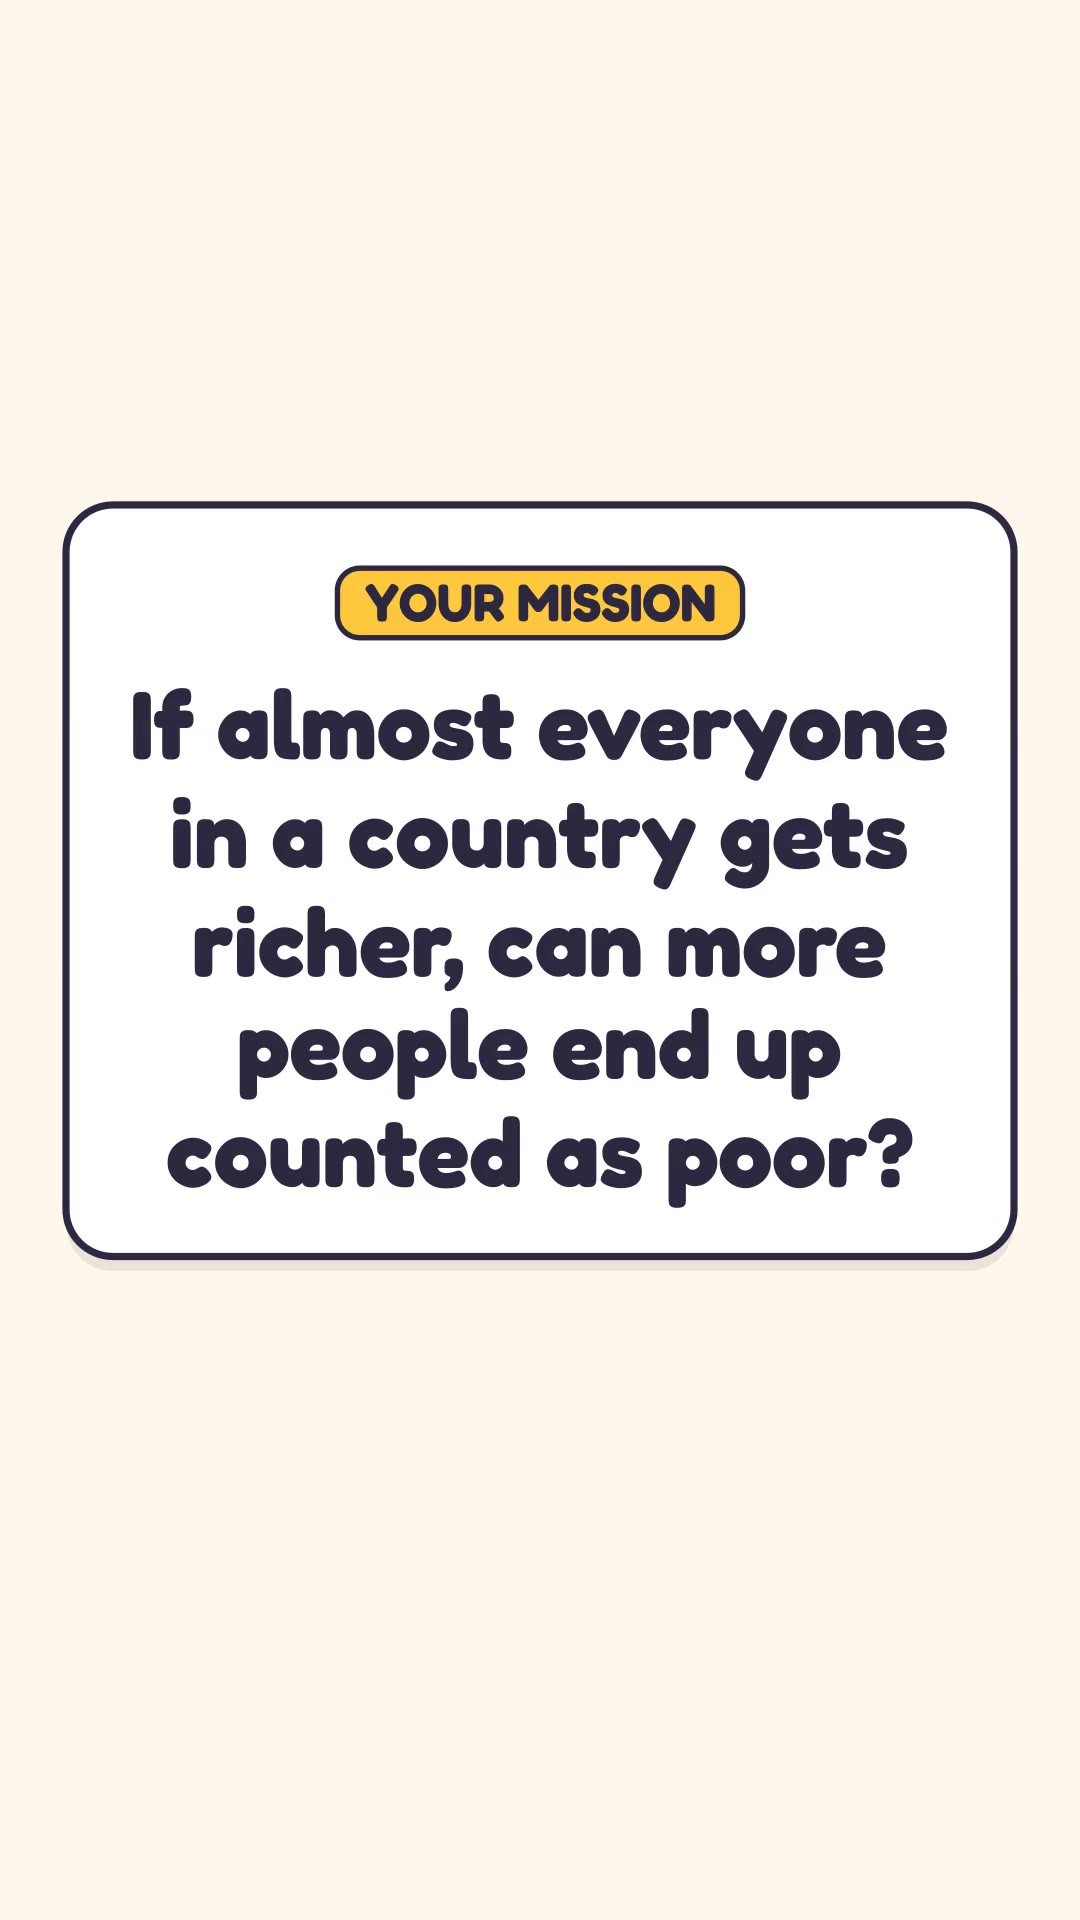 YOUR MISSION
If almost everyone
in a country gets
richer, can more
people end up
counted as poor?